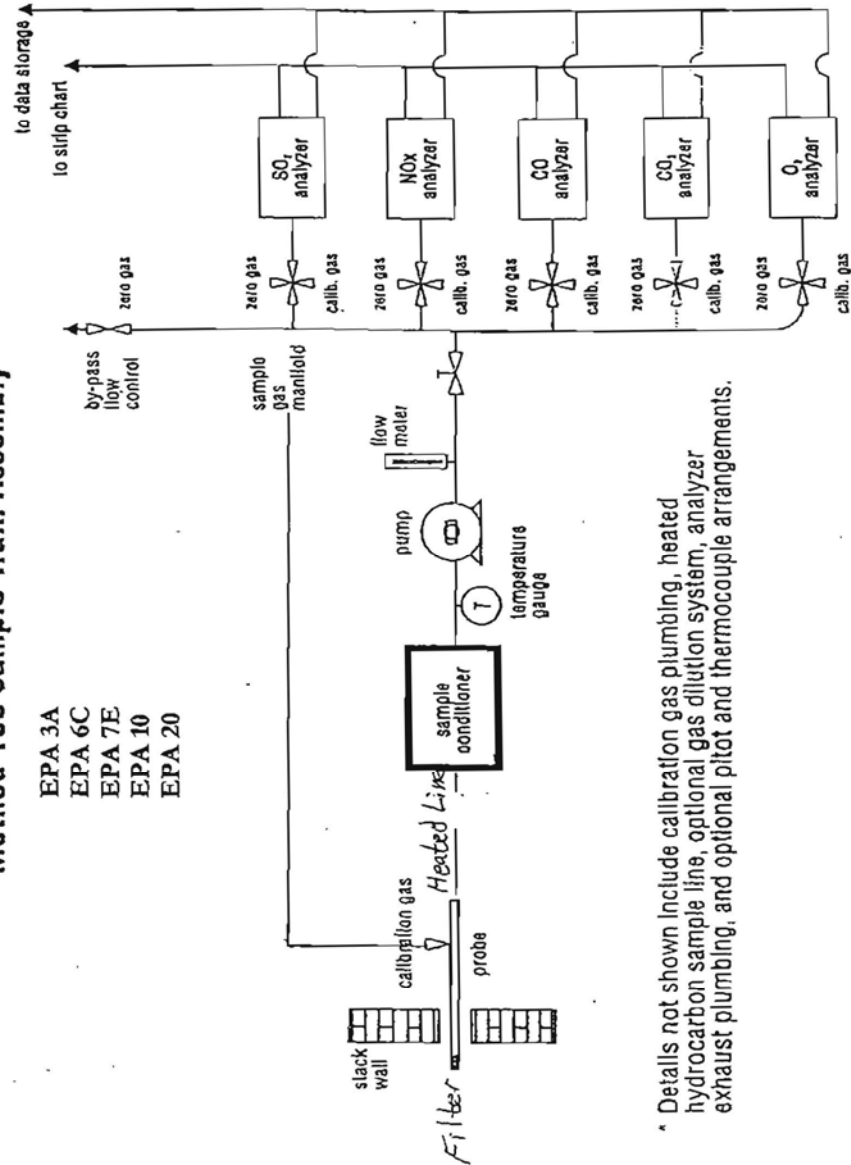 Method 100 Sample Train Assembly
EPA 3A
EPA 6C
EPA 7E
EPA 10
EPA 20
to data storage
to strip chart
by-pass
flow
control
zero gas
sample
gas
manifold
zero gas
calib. gas
SO₂
analyzer
zero gas
calib. gas
NOx
analyzer
zero gas
calib. gas
CO
analyzer
zero gas
calib. gas
CO₂
analyzer
zero gas
calib. gas
O₂
analyzer
Filter
stack
wall
calibration gas
probe
Heated Line
sample
conditioner
T
temperature
gauge
pump
flow
meter
* Details not shown include calibration gas plumbing, heated
hydrocarbon sample line, optional gas dilution system, analyzer
exhaust plumbing, and optional pitot and thermocouple arrangements.